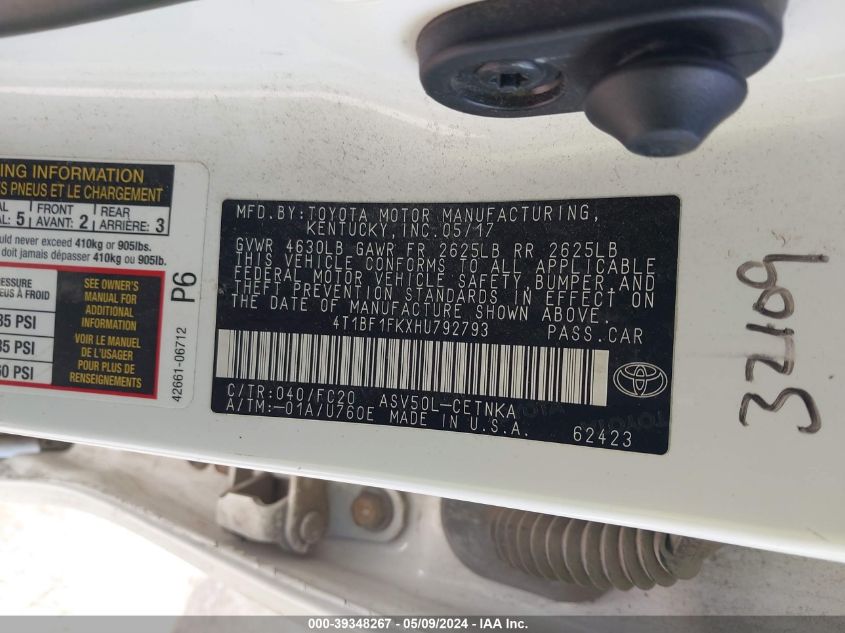 ING INFORMATION
ES PNEUS ET LE CHARGEMENT
AL 5 FRONT AVANT: 2 REAR ARRIÈRE: 3
uld never exceed 410kg or 905lbs.
doit jamais dépasser 410kg ou 905lb.
RESSURE
EUS À FROID
35 PSI
35 PSI
60 PSI
SEE OWNER'S
MANUAL FOR
ADDITIONAL
INFORMATION
VOIR LE MANUEL
DE L'USAGER
POUR PLUS DE
RENSEIGNEMENTS
P6
42661-06712
MFD.BY:TOYOTA MOTOR MANUFACTURING,
KENTUCKY,INC.05/17
GVWR 4630LB GAWR FR 2625LB RR 2625LB
THIS VEHICLE CONFORMS TO ALL APPLICABLE
FEDERAL MOTOR VEHICLE SAFETY,BUMPER,AND
THEFT PREVENTION STANDARDS IN EFFECT ON
THE DATE OF MANUFACTURE SHOWN ABOVE.
4T1BF1FKXHU792793 PASS.CAR
C/TR:040/FC20 ASV50L-CETNKA
A/TM:-01A/U760E MADE IN U.S.A.
62423
32109
000-39348267 - 05/09/2024 - IAA Inc.